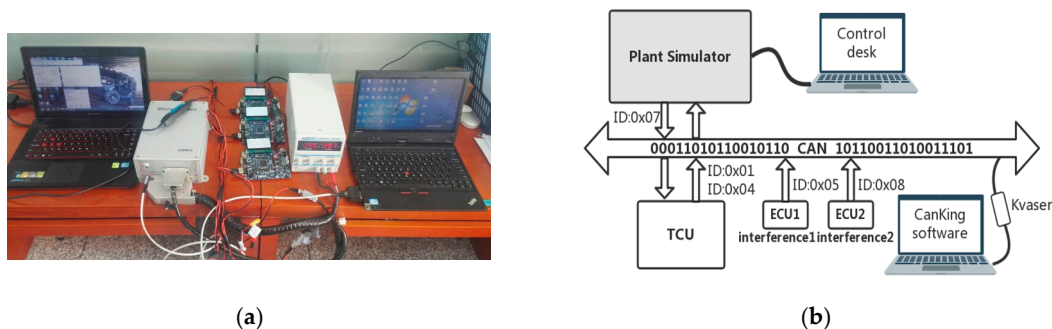 Plant Simulator
Control
desk
ID:0x07
00011010110010110 CAN 10110011010011101
ID:0x01
ID:0x04
ID:0x05
ID:0x08
TCU
ECU1
ECU2
interference1
interference2
CanKing
software
Kvaser
(a)
(b)